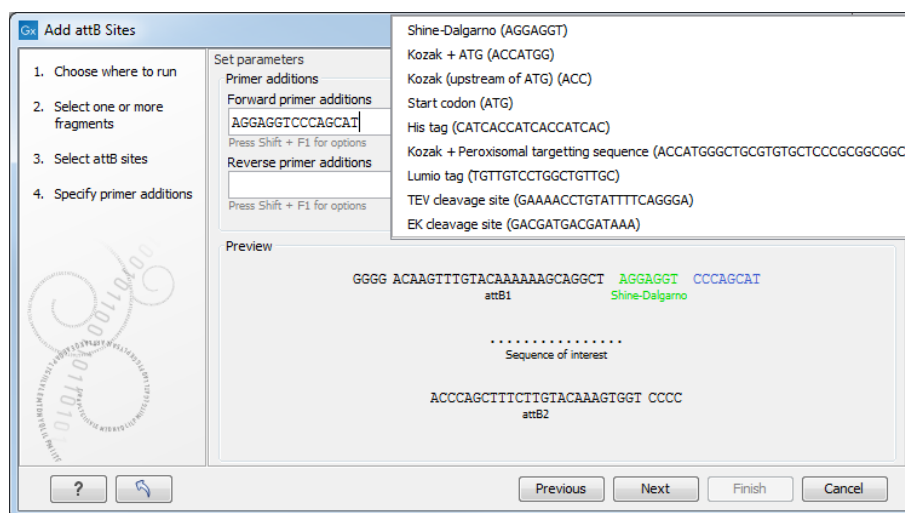 Gx Add attB Sites
1. Choose where to run
2. Select one or more
fragments
3. Select attB sites
4. Specify primer additions
Set parameters
Primer additions
Forward primer additions
AGGAGGTCCCAGCAT
Press Shift + F1 for options
Reverse primer additions
Press Shift + F1 for options
Shine-Dalgarno (AGGAGGT)
Kozak + ATG (ACCATGG)
Kozak (upstream of ATG) (ACC)
Start codon (ATG)
His tag (CATCACCATCACCATCAC)
Kozak + Peroxisomal targetting sequence (ACCATGGGCTGCGTGTGCTCCCGCGGCGGC
Lumio tag (TGTTGTCCTGGCTGTTGC)
TEV cleavage site (GAAAACCTGTATTTTCAGGGA)
EK cleavage site (GACGATGACGATAAA)
Preview
GGGG ACAAGTTTGTACAAAAAAGCAGGCT AGGAGGT CCCAGCAT
attB1 Shine-Dalgarno
................
Sequence of interest
ACCCAGCTTTCTTGTACAAAGTGGT CCCC
attB2
? Previous Next Finish Cancel